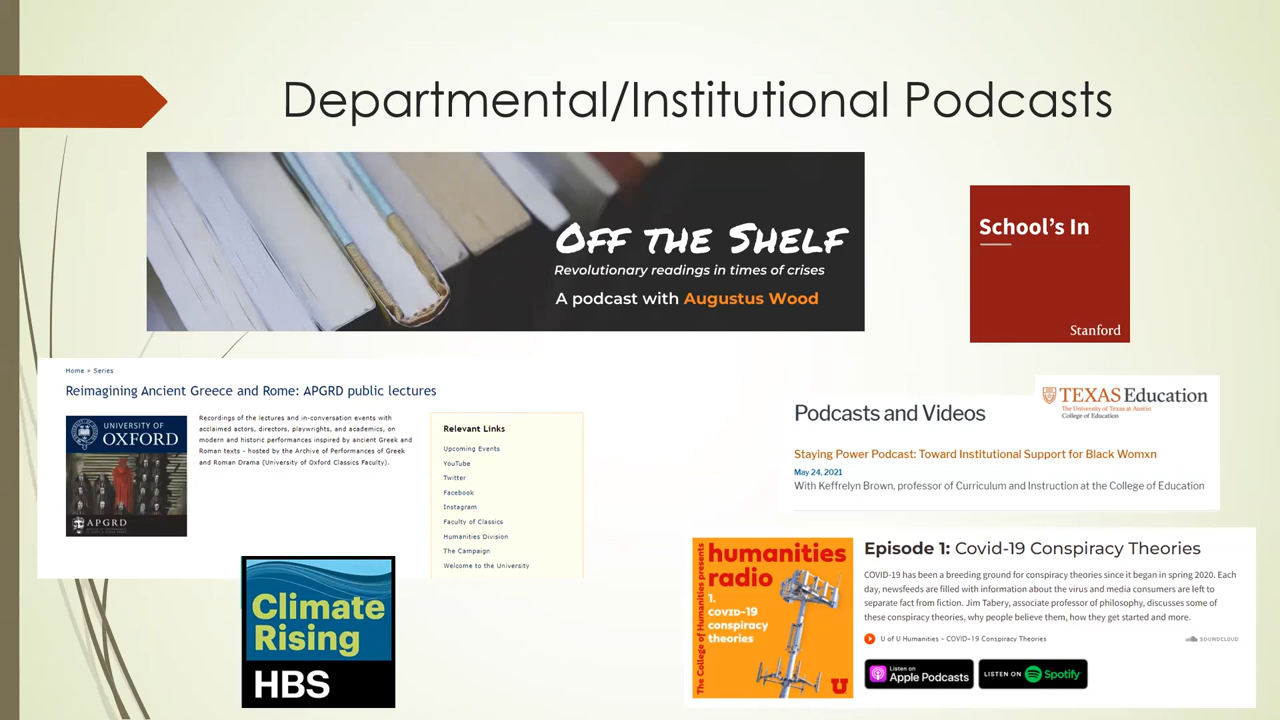 Departmental/Institutional Podcasts
OFF THE SHELF
Revolutionary readings in times of crises
A podcast with Augustus Wood
School's In
Stanford
Home > Series
Reimagining Ancient Greece and Rome: APGRD public lectures
UNIVERSITY OF
OXFORD
APGRD
Recordings of the lectures and in-conversation events with
acclaimed actors, directors, playwrights, and academics, on
modern and historic performances inspired by ancient Greek and
Roman texts - hosted by the Archive of Performances of Greek
and Roman Drama (University of Oxford Classics Faculty).
Relevant Links
Upcoming Events
YouTube
Twitter
Facebook
Instagram
Faculty of Classics
Humanities Division
The Campaign
Welcome to the University
TEXAS Education
The University of Texas at Austin
College of Education
Podcasts and Videos
Staying Power Podcast: Toward Institutional Support for Black Womxn
May 24, 2021
With Keffrelyn Brown, professor of Curriculum and Instruction at the College of Education
Climate
Rising
HBS
The College of Humanities presents
humanities
radio
1.
COVID-19
conspiracy
theories
U
Episode 1: Covid-19 Conspiracy Theories
COVID-19 has been a breeding ground for conspiracy theories since it began in spring 2020. Each
day, newsfeeds are filled with information about the virus and media consumers are left to
separate fact from fiction. Jim Tabery, associate professor of philosophy, discusses some of
these conspiracy theories, why people believe them, how they get started and more.
U of U Humanities - COVID-19 Conspiracy Theories
SOUNDCLOUD
Listen on
Apple Podcasts
LISTEN ON Spotify